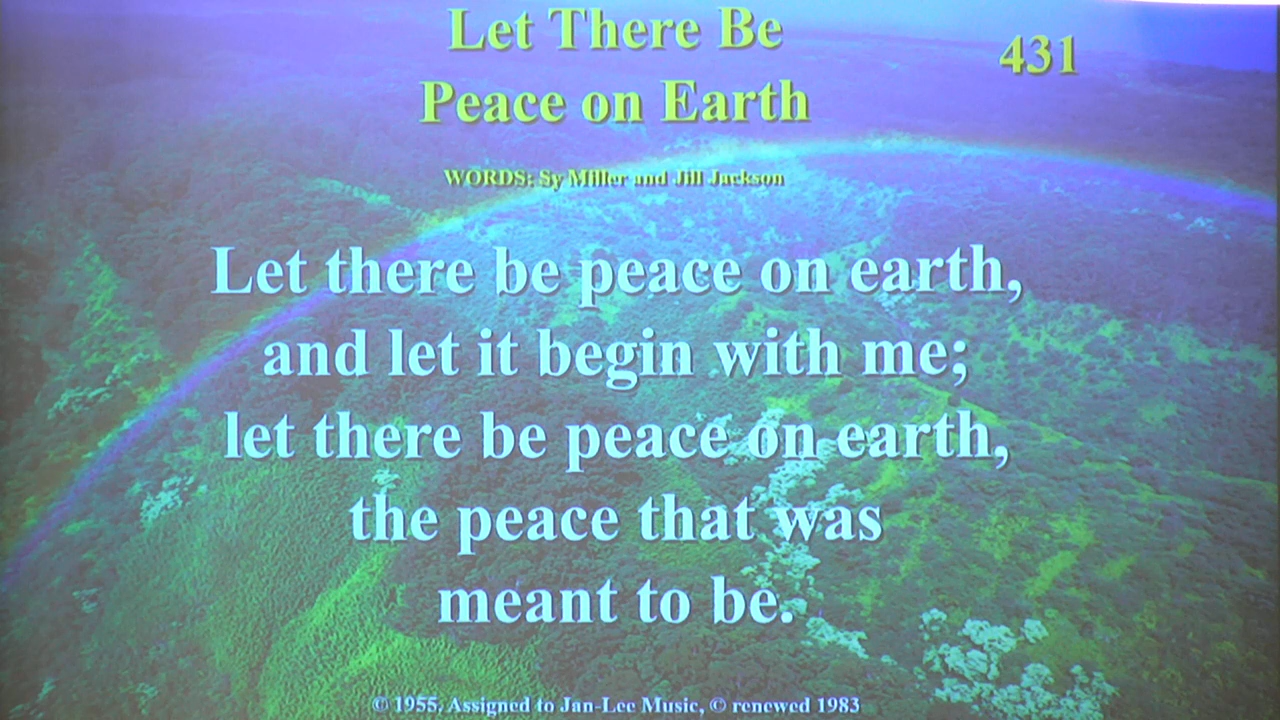 Let There Be
Peace on Earth
431
WORDS: Sy Miller and Jill Jackson
Let there be peace on earth,
and let it begin with me;
let there be peace on earth,
the peace that was
meant to be.
© 1955, Assigned to Jan-Lee Music, © renewed 1983